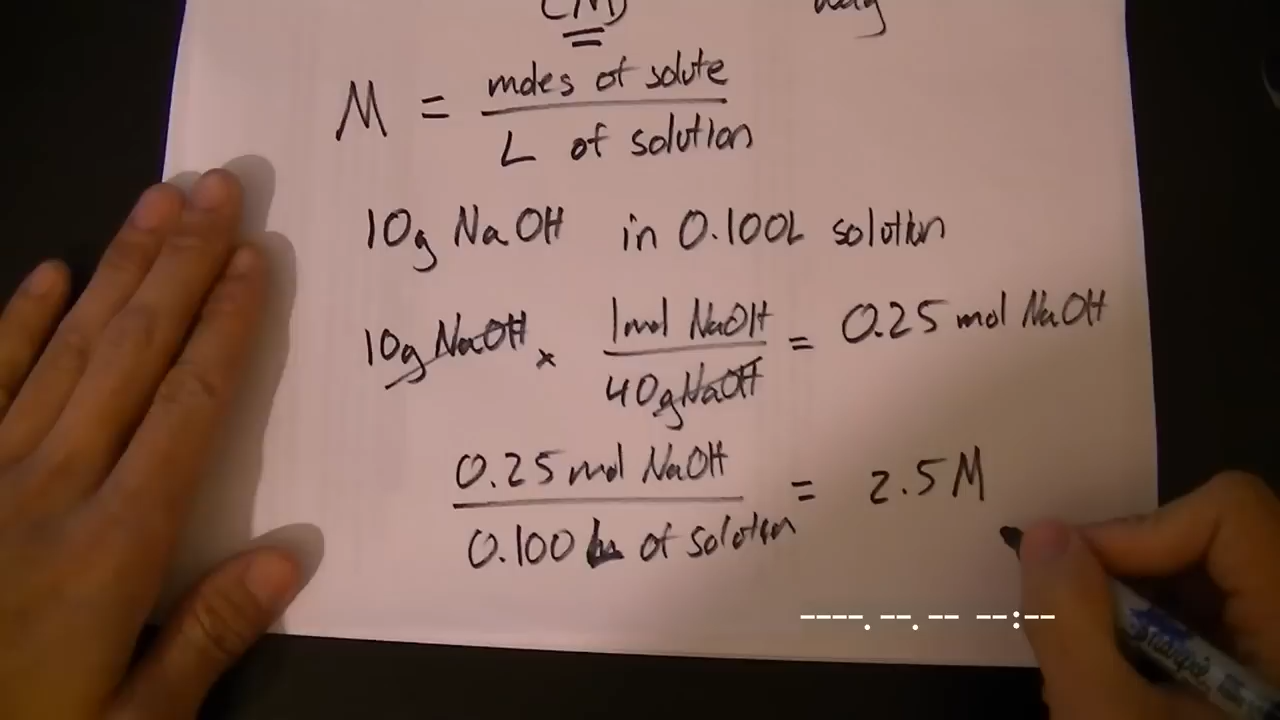 (M)
M = moles of solute / L of solution
10g NaOH in 0.100L solution
10g NaOH x 1mol NaOH / 40g NaOH = 0.25 mol NaOH
0.25 mol NaOH / 0.100 L of solution = 2.5 M
----.--.-- --:--
Sharpie